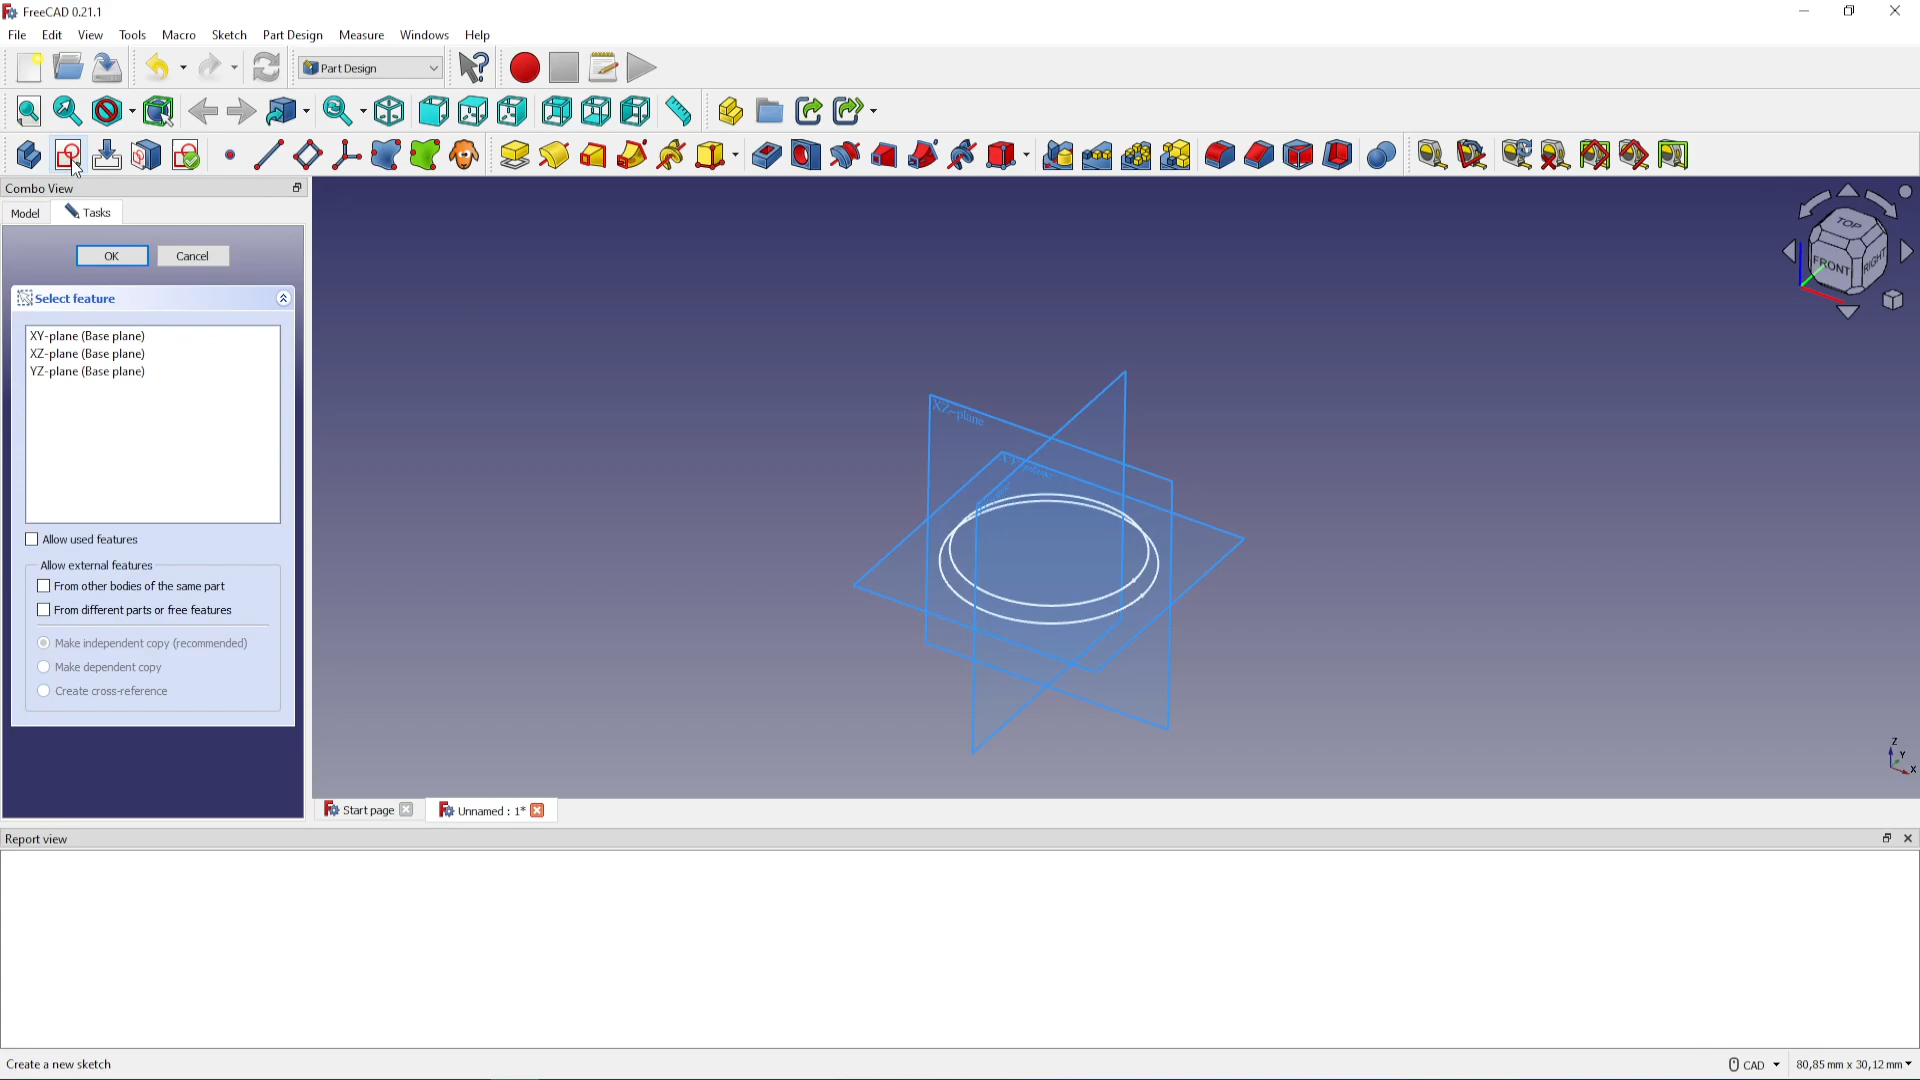 FreeCAD 0.21.1
File Edit View Tools Macro Sketch Part Design Measure Windows Help
Part Design
Combo View
Model Tasks
OK Cancel
Select feature
XY-plane (Base plane)
XZ-plane (Base plane)
YZ-plane (Base plane)
Allow used features
Allow external features
From other bodies of the same part
From different parts or free features
Make independent copy (recommended)
Make dependent copy
Create cross-reference
XZ-plane
XY-plane
TOP
FRONT
RIGHT
Z
Y
X
Start page Unnamed : 1*
Report view
Create a new sketch
CAD 80,85 mm x 30,12 mm